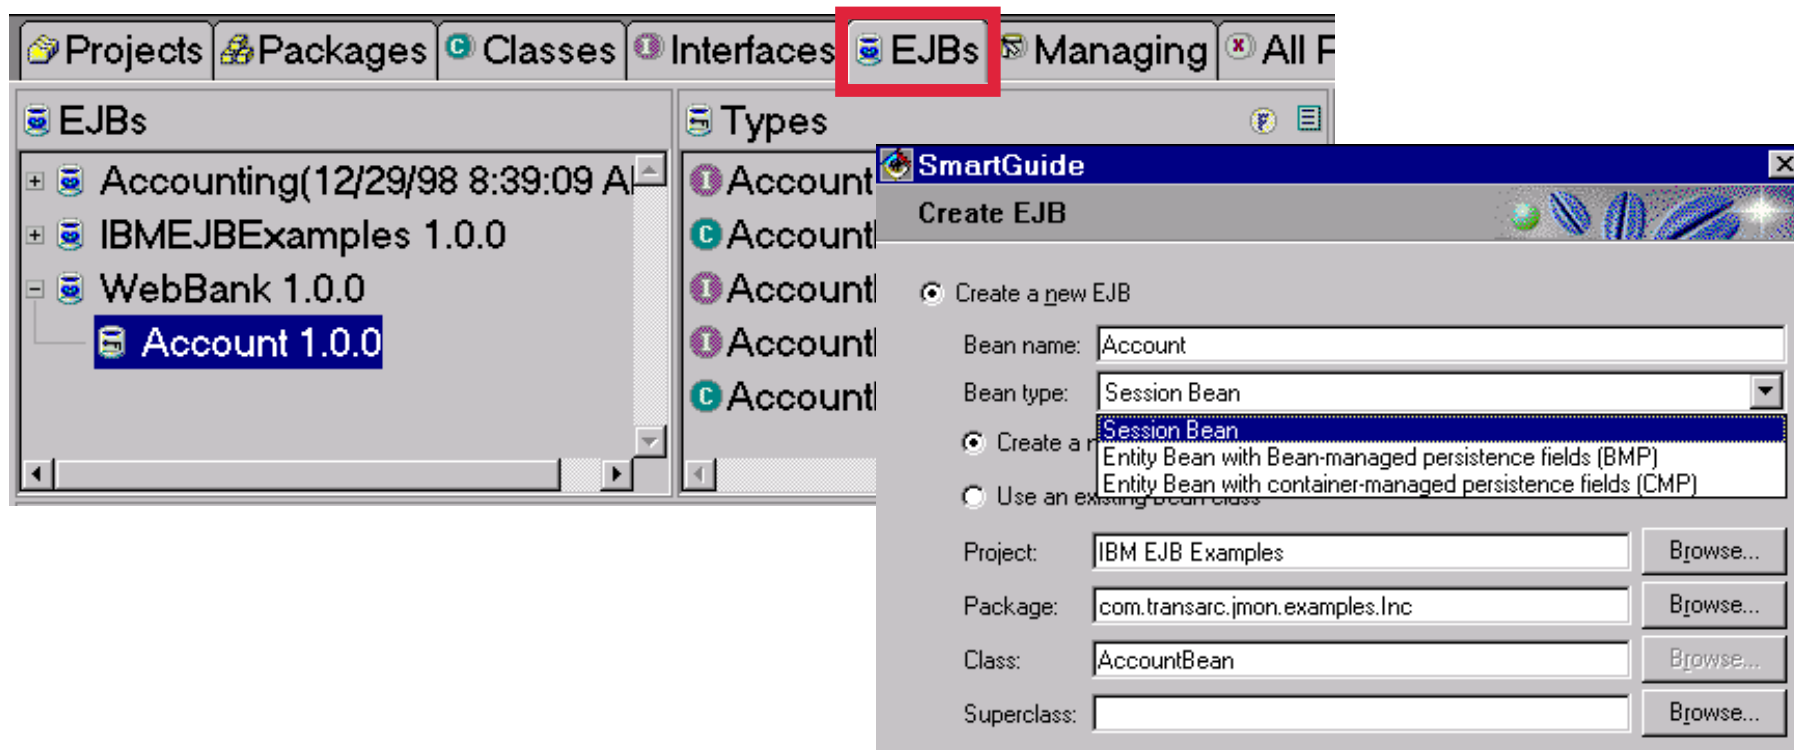 Projects Packages Classes Interfaces EJBs Managing All
EJBs
Types
Accounting(12/29/98 8:39:09 A
IBMEJBExamples 1.0.0
WebBank 1.0.0
Account 1.0.0
Account
Account
Account
Account
Account
SmartGuide
Create EJB
Create a new EJB
Bean name: Account
Bean type: Session Bean
Session Bean
Entity Bean with Bean-managed persistence fields (BMP)
Entity Bean with container-managed persistence fields (CMP)
Create a
Use an existing bean class
Project: IBM EJB Examples Browse...
Package: com.transarc.jmon.examples.Inc Browse...
Class: AccountBean Browse...
Superclass: Browse...